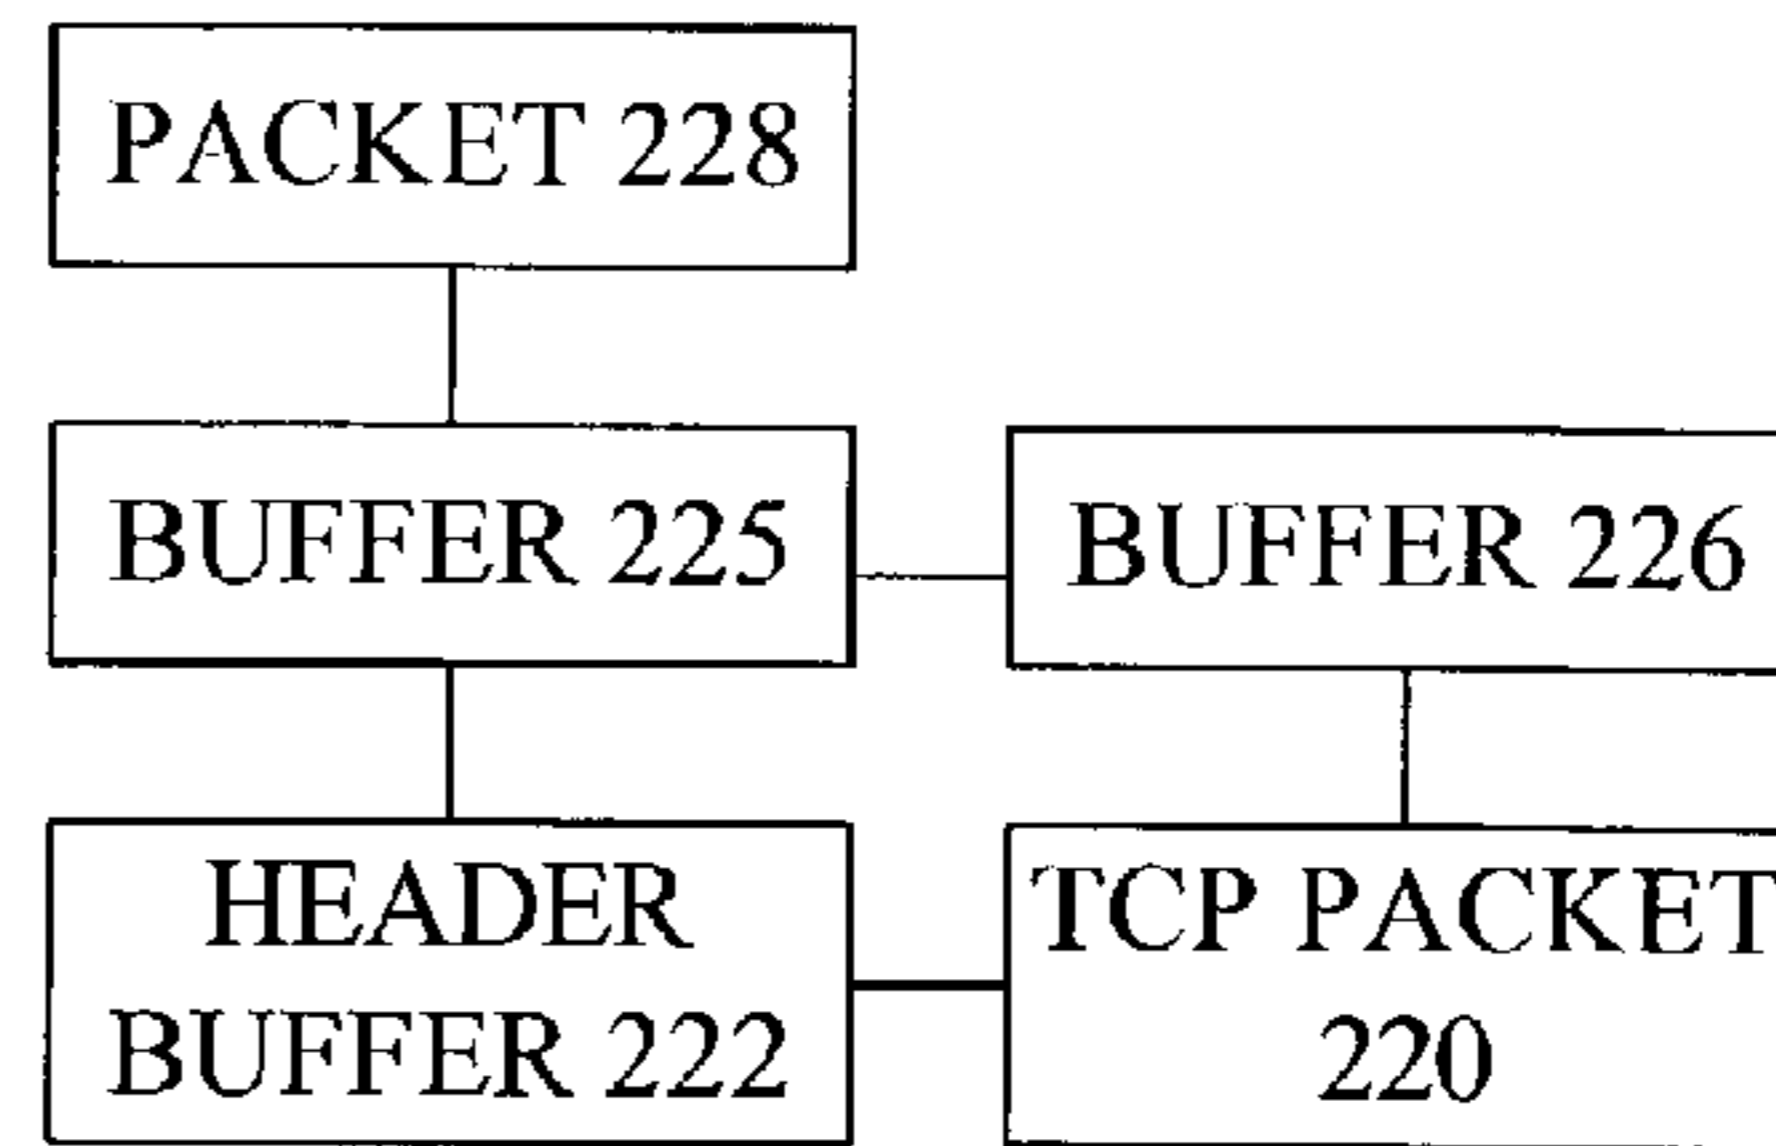 PACKET 228
BUFFER 225
BUFFER 226
HEADER
BUFFER 222
TCP PACKET
220